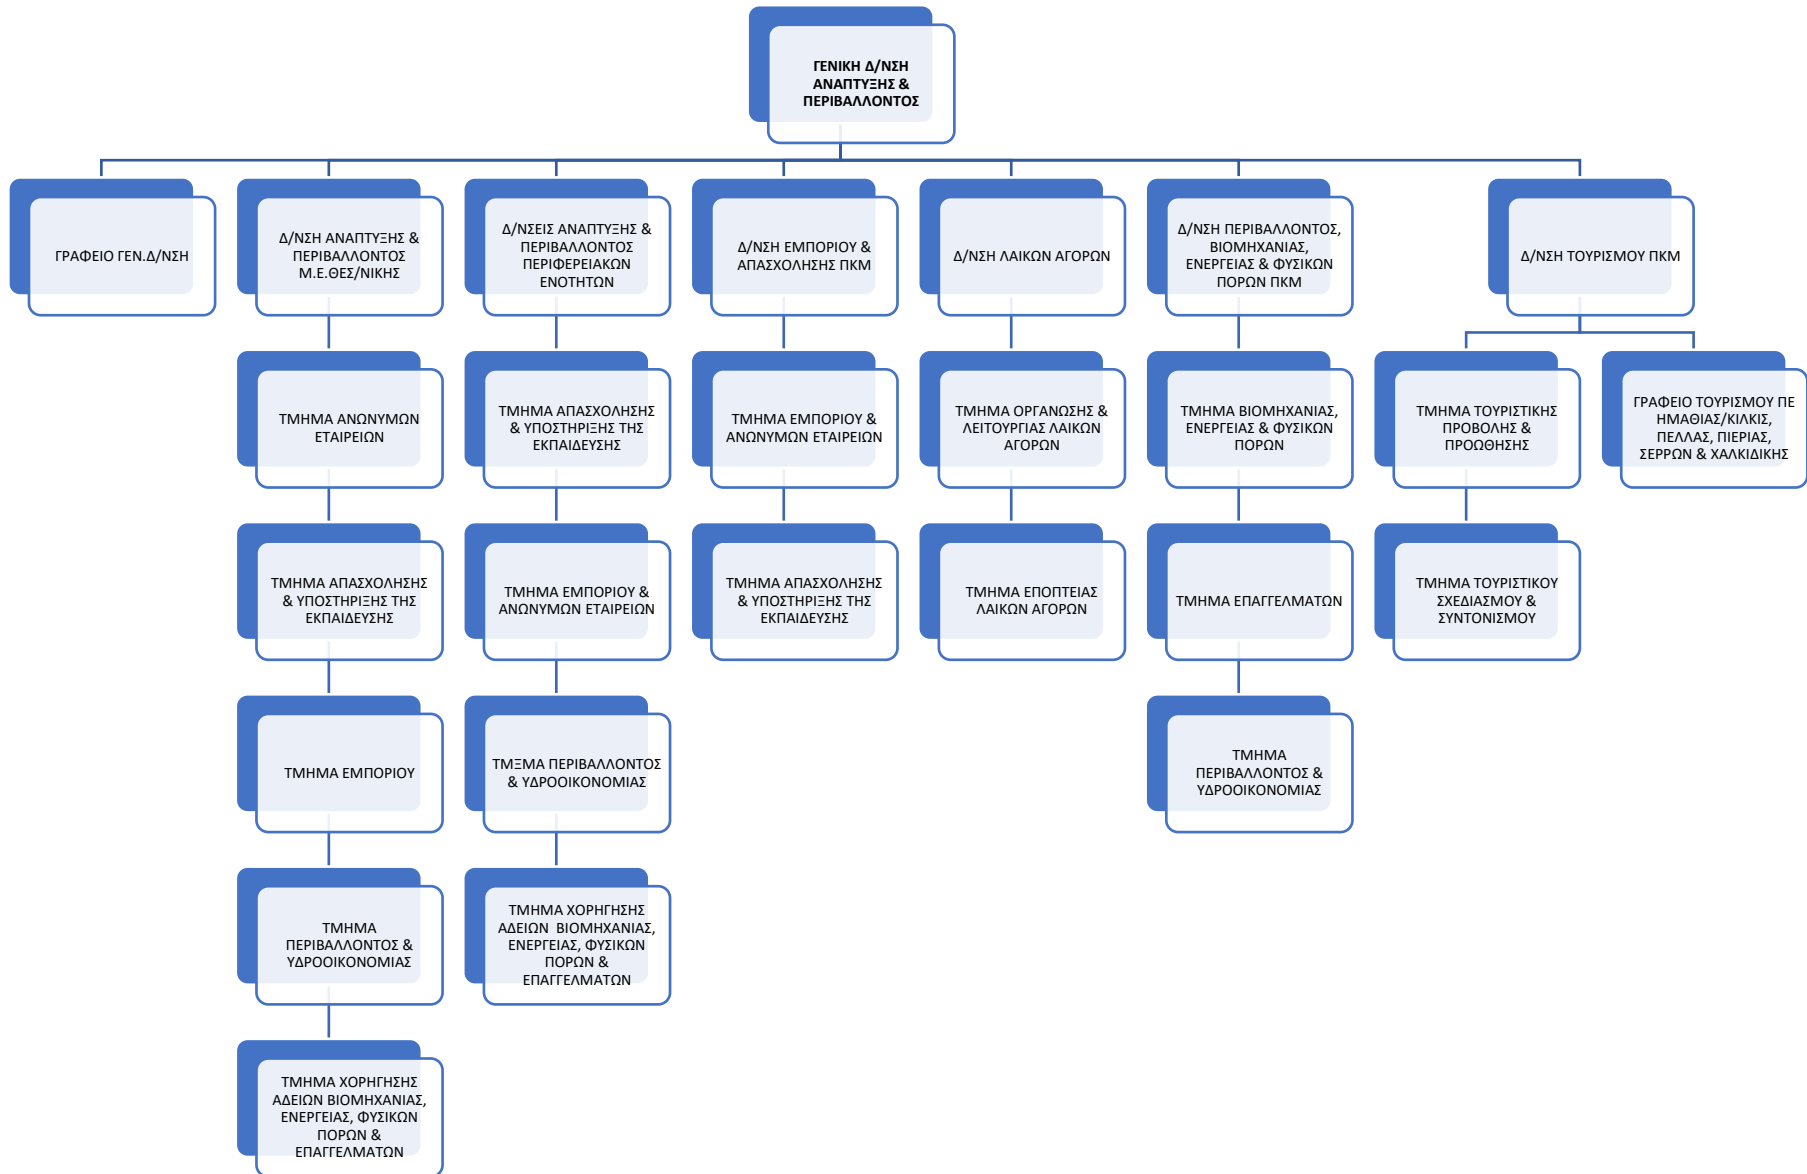 ΓΕΝΙΚΗ Δ/ΝΣΗ
ΑΝΑΠΤΥΞΗΣ &
ΠΕΡΙΒΑΛΛΟΝΤΟΣ
ΓΡΑΦΕΙΟ ΓΕΝ.Δ/ΝΣΗ
Δ/ΝΣΗ ΑΝΑΠΤΥΞΗΣ &
ΠΕΡΙΒΑΛΛΟΝΤΟΣ
Μ.Ε.ΘΕΣ/ΝΙΚΗΣ
Δ/ΝΣΕΙΣ ΑΝΑΠΤΥΞΗΣ &
ΠΕΡΙΒΑΛΛΟΝΤΟΣ
ΠΕΡΙΦΕΡΕΙΑΚΩΝ
ΕΝΟΤΗΤΩΝ
Δ/ΝΣΗ ΕΜΠΟΡΙΟΥ &
ΑΠΑΣΧΟΛΗΣΗΣ ΠΚΜ
Δ/ΝΣΗ ΛΑΙΚΩΝ ΑΓΟΡΩΝ
Δ/ΝΣΗ ΠΕΡΙΒΑΛΛΟΝΤΟΣ,
ΒΙΟΜΗΧΑΝΙΑΣ,
ΕΝΕΡΓΕΙΑΣ & ΦΥΣΙΚΩΝ
ΠΟΡΩΝ ΠΚΜ
Δ/ΝΣΗ ΤΟΥΡΙΣΜΟΥ ΠΚΜ
ΤΜΗΜΑ ΑΝΩΝΥΜΩΝ
ΕΤΑΙΡΕΙΩΝ
ΤΜΗΜΑ ΑΠΑΣΧΟΛΗΣΗΣ
& ΥΠΟΣΤΗΡΙΞΗΣ ΤΗΣ
ΕΚΠΑΙΔΕΥΣΗΣ
ΤΜΗΜΑ ΕΜΠΟΡΙΟΥ &
ΑΝΩΝΥΜΩΝ ΕΤΑΙΡΕΙΩΝ
ΤΜΗΜΑ ΟΡΓΑΝΩΣΗΣ &
ΛΕΙΤΟΥΡΓΙΑΣ ΛΑΙΚΩΝ
ΑΓΟΡΩΝ
ΤΜΗΜΑ ΒΙΟΜΗΧΑΝΙΑΣ,
ΕΝΕΡΓΕΙΑΣ & ΦΥΣΙΚΩΝ
ΠΟΡΩΝ
ΤΜΗΜΑ ΤΟΥΡΙΣΤΙΚΗΣ
ΠΡΟΒΟΛΗΣ &
ΠΡΟΩΘΗΣΗΣ
ΓΡΑΦΕΙΟ ΤΟΥΡΙΣΜΟΥ ΠΕ
ΗΜΑΘΙΑΣ/ΚΙΛΚΙΣ,
ΠΕΛΛΑΣ, ΠΙΕΡΙΑΣ,
ΣΕΡΡΩΝ & ΧΑΛΚΙΔΙΚΗΣ
ΤΜΗΜΑ ΑΠΑΣΧΟΛΗΣΗΣ
& ΥΠΟΣΤΗΡΙΞΗΣ ΤΗΣ
ΕΚΠΑΙΔΕΥΣΗΣ
ΤΜΗΜΑ ΕΜΠΟΡΙΟΥ &
ΑΝΩΝΥΜΩΝ ΕΤΑΙΡΕΙΩΝ
ΤΜΗΜΑ ΑΠΑΣΧΟΛΗΣΗΣ
& ΥΠΟΣΤΗΡΙΞΗΣ ΤΗΣ
ΕΚΠΑΙΔΕΥΣΗΣ
ΤΜΗΜΑ ΕΠΟΠΤΕΙΑΣ
ΛΑΙΚΩΝ ΑΓΟΡΩΝ
ΤΜΗΜΑ ΕΠΑΓΓΕΛΜΑΤΩΝ
ΤΜΗΜΑ ΤΟΥΡΙΣΤΙΚΟΥ
ΣΧΕΔΙΑΣΜΟΥ &
ΣΥΝΤΟΝΙΣΜΟΥ
ΤΜΗΜΑ ΕΜΠΟΡΙΟΥ
ΤΜΞΜΑ ΠΕΡΙΒΑΛΛΟΝΤΟΣ
& ΥΔΡΟΟΙΚΟΝΟΜΙΑΣ
ΤΜΗΜΑ
ΠΕΡΙΒΑΛΛΟΝΤΟΣ &
ΥΔΡΟΟΙΚΟΝΟΜΙΑΣ
ΤΜΗΜΑ
ΠΕΡΙΒΑΛΛΟΝΤΟΣ &
ΥΔΡΟΟΙΚΟΝΟΜΙΑΣ
ΤΜΗΜΑ ΧΟΡΗΓΗΣΗΣ
ΑΔΕΙΩΝ  ΒΙΟΜΗΧΑΝΙΑΣ,
ΕΝΕΡΓΕΙΑΣ, ΦΥΣΙΚΩΝ
ΠΟΡΩΝ &
ΕΠΑΓΓΕΛΜΑΤΩΝ
ΤΜΗΜΑ ΧΟΡΗΓΗΣΗΣ
ΑΔΕΙΩΝ ΒΙΟΜΗΧΑΝΙΑΣ,
ΕΝΕΡΓΕΙΑΣ, ΦΥΣΙΚΩΝ
ΠΟΡΩΝ &
ΕΠΑΓΓΕΛΜΑΤΩΝ